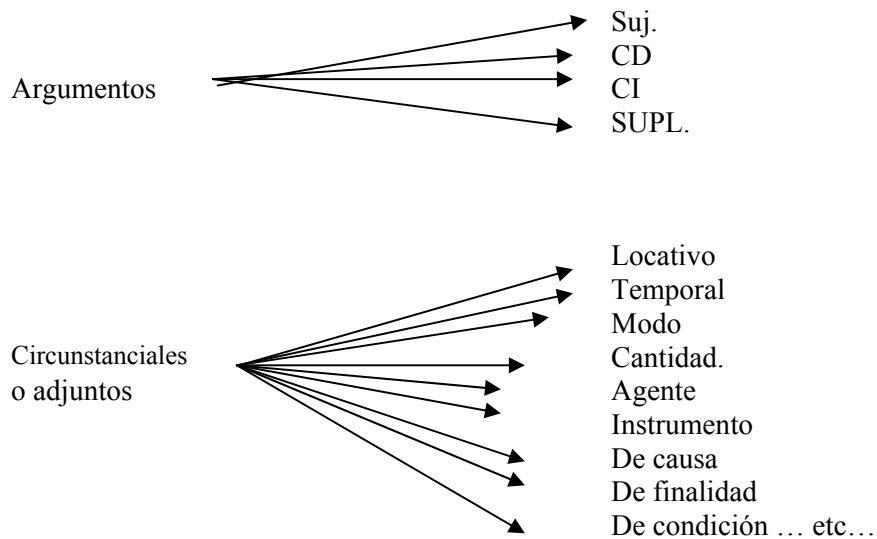 Argumentos
Suj.
CD
CI
SUPL.
Circunstanciales
o adjuntos
Locativo
Temporal
Modo
Cantidad.
Agente
Instrumento
De causa
De finalidad
De condición … etc…